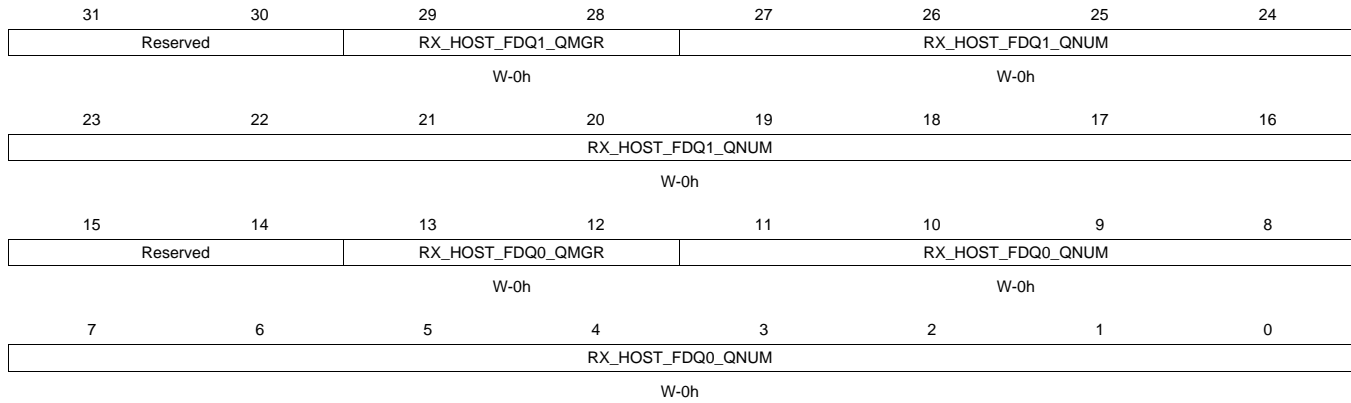 31 30 29 28 27 26 25 24
Reserved RX_HOST_FDQ1_QMGR RX_HOST_FDQ1_QNUM
W-0h W-0h
23 22 21 20 19 18 17 16
RX_HOST_FDQ1_QNUM
W-0h
15 14 13 12 11 10 9 8
Reserved RX_HOST_FDQ0_QMGR RX_HOST_FDQ0_QNUM
W-0h W-0h
7 6 5 4 3 2 1 0
RX_HOST_FDQ0_QNUM
W-0h